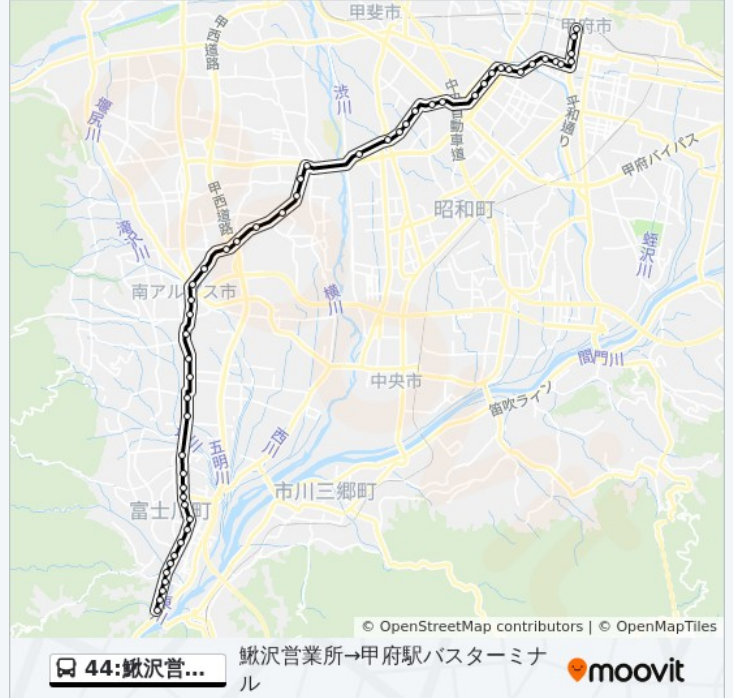 甲斐市
甲府市
甲西道路
渋川
堰尻川
中央自動車道
平和通り
甲府バイパス
甲西道路
昭和町
滝沢川
蛭沢川
南アルプス市
横川
間門川
中央市
笛吹ライン
西川
五明川
市川三郷町
富士川町
© OpenStreetMap contributors | © OpenMapTiles
44:鰍沢営...
鰍沢営業所→甲府駅バスターミナ
ル
moovit